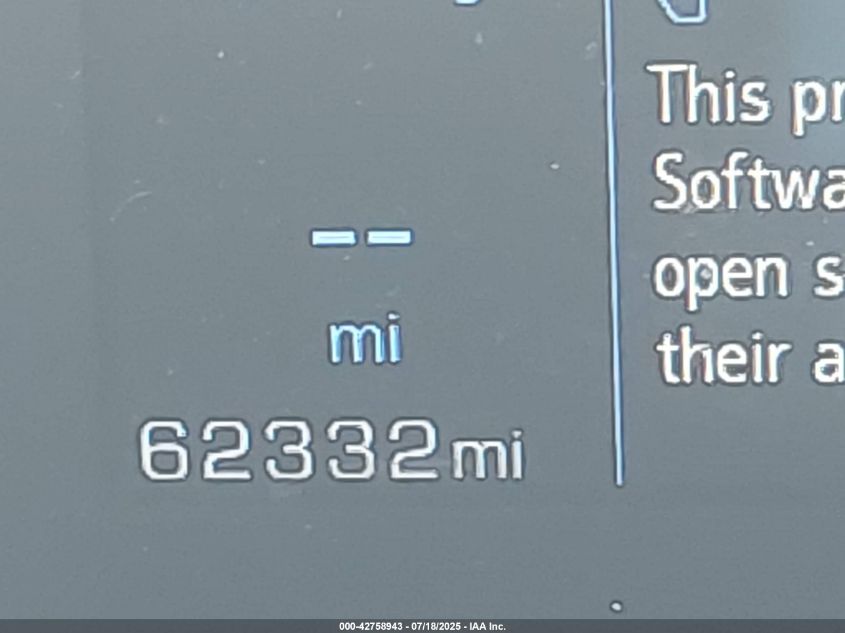 --
mi
62332mi
This pr
Softwa
open s
their a
000-42758943 - 07/18/2025 - IAA Inc.